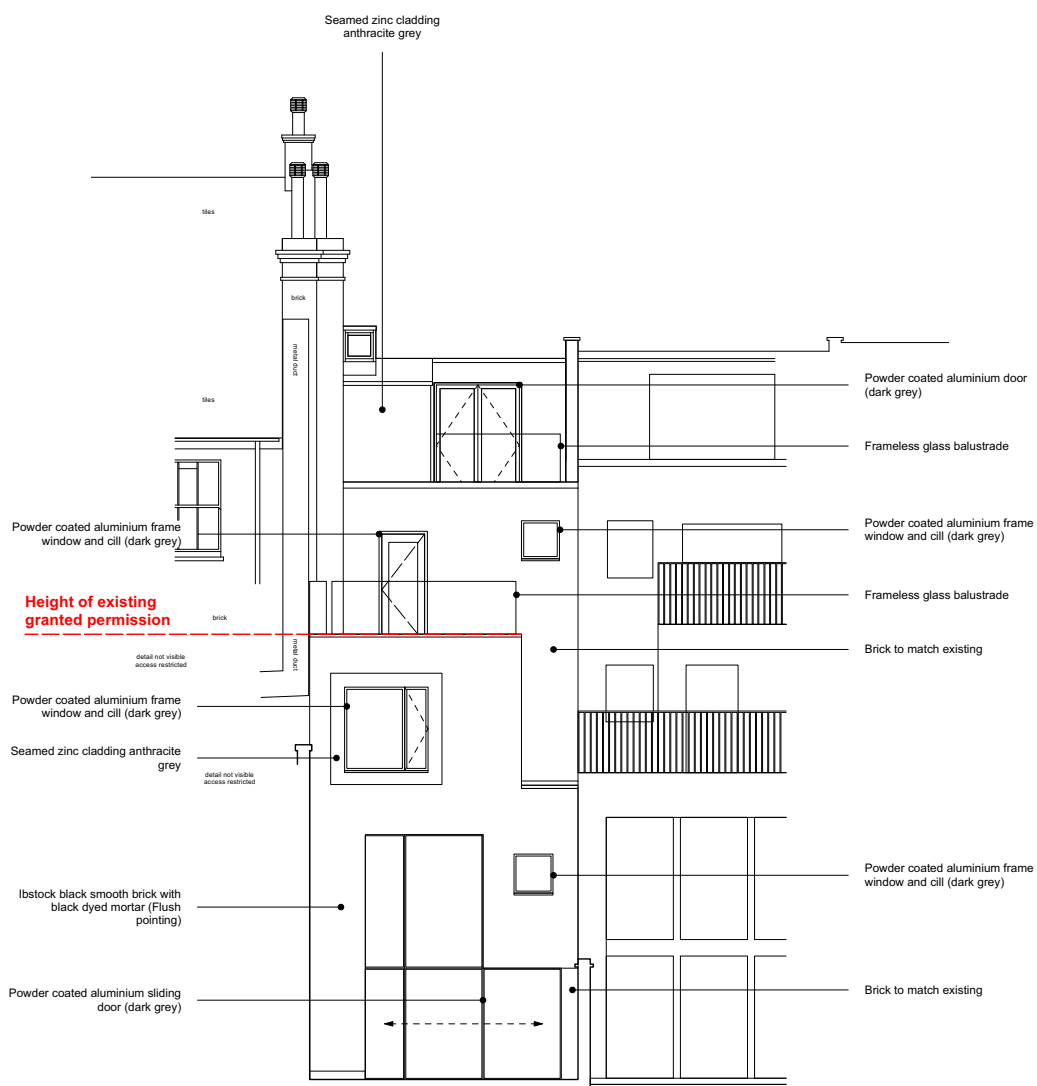 Seamed zinc cladding
anthracite grey
tiles
brick
metal duct
tiles
Powder coated aluminium door
(dark grey)
Frameless glass balustrade
Powder coated aluminium frame
window and cill (dark grey)
Powder coated aluminium frame
window and cill (dark grey)
Frameless glass balustrade
Height of existing
granted permission
brick
metal duct
detail not visible
access restricted
Brick to match existing
Powder coated aluminium frame
window and cill (dark grey)
Seamed zinc cladding anthracite
grey
detail not visible
access restricted
Powder coated aluminium frame
window and cill (dark grey)
Ibstock black smooth brick with
black dyed mortar (Flush
pointing)
Powder coated aluminium sliding
door (dark grey)
Brick to match existing